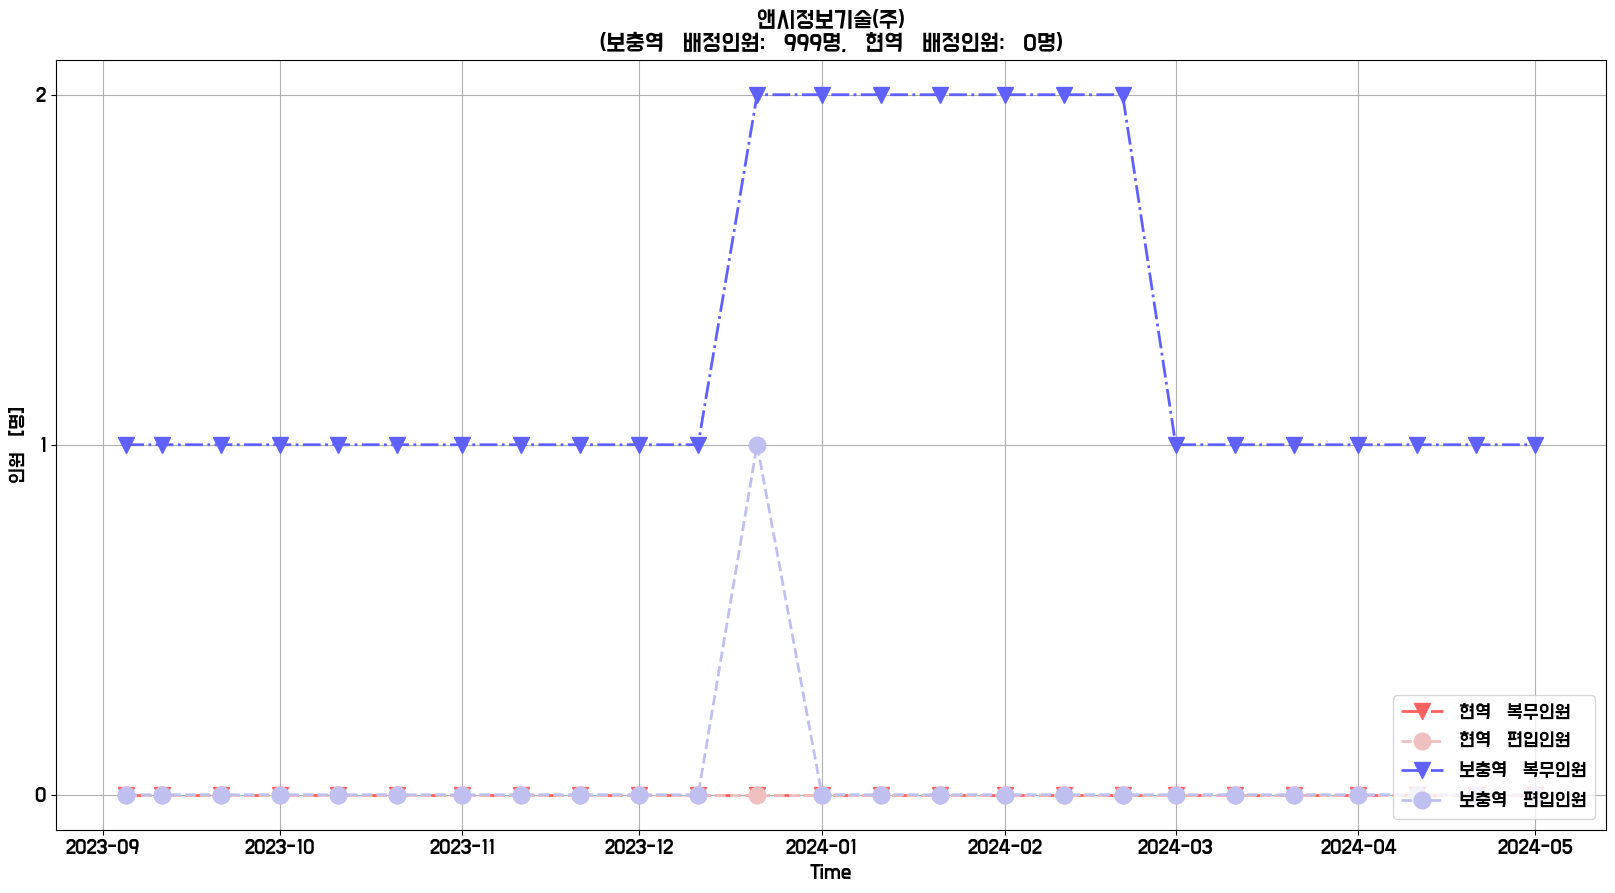 앤시정보기술(주)
(보충역 배정인원: 999명, 현역 배정인원: 0명)
인원 [명]
2
1
0
현역 복무인원
현역 편입인원
보충역 복무인원
보충역 편입인원
2023-09 2023-10 2023-11 2023-12 2024-01 2024-02 2024-03 2024-04 2024-05
Time